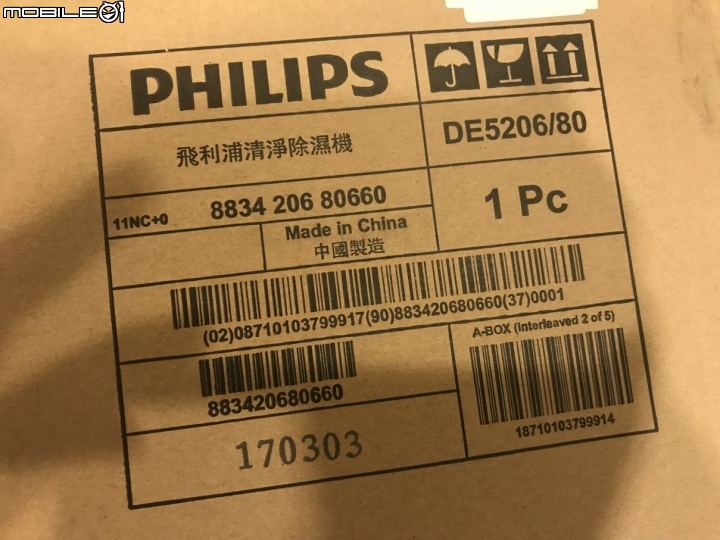 MOBILE01
PHILIPS
DE5206/80
飛利浦清淨除濕機
11NC+0 8834 206 80660
1 Pc
Made in China
中國製造
(02)08710103799917(90)883420680660(37)0001
883420680660
A-BOX (Interleaved 2 of 5)
18710103799914
170303